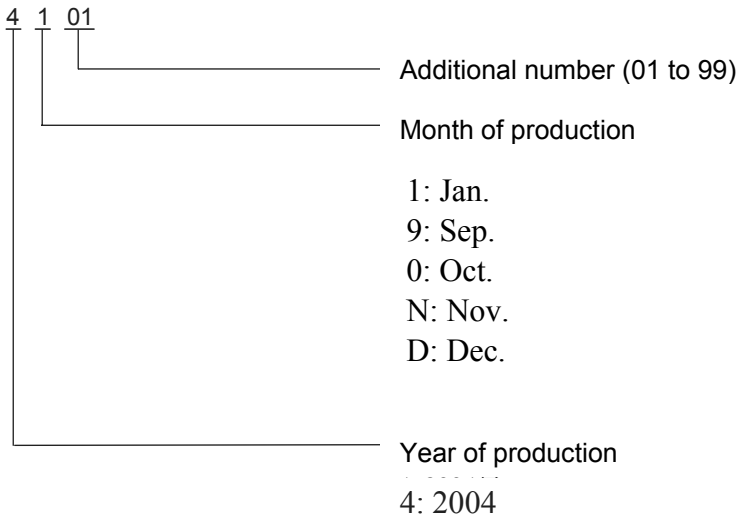 4 1 01
Additional number (01 to 99)
Month of production
1: Jan.
9: Sep.
0: Oct.
N: Nov.
D: Dec.
Year of production
4: 2004